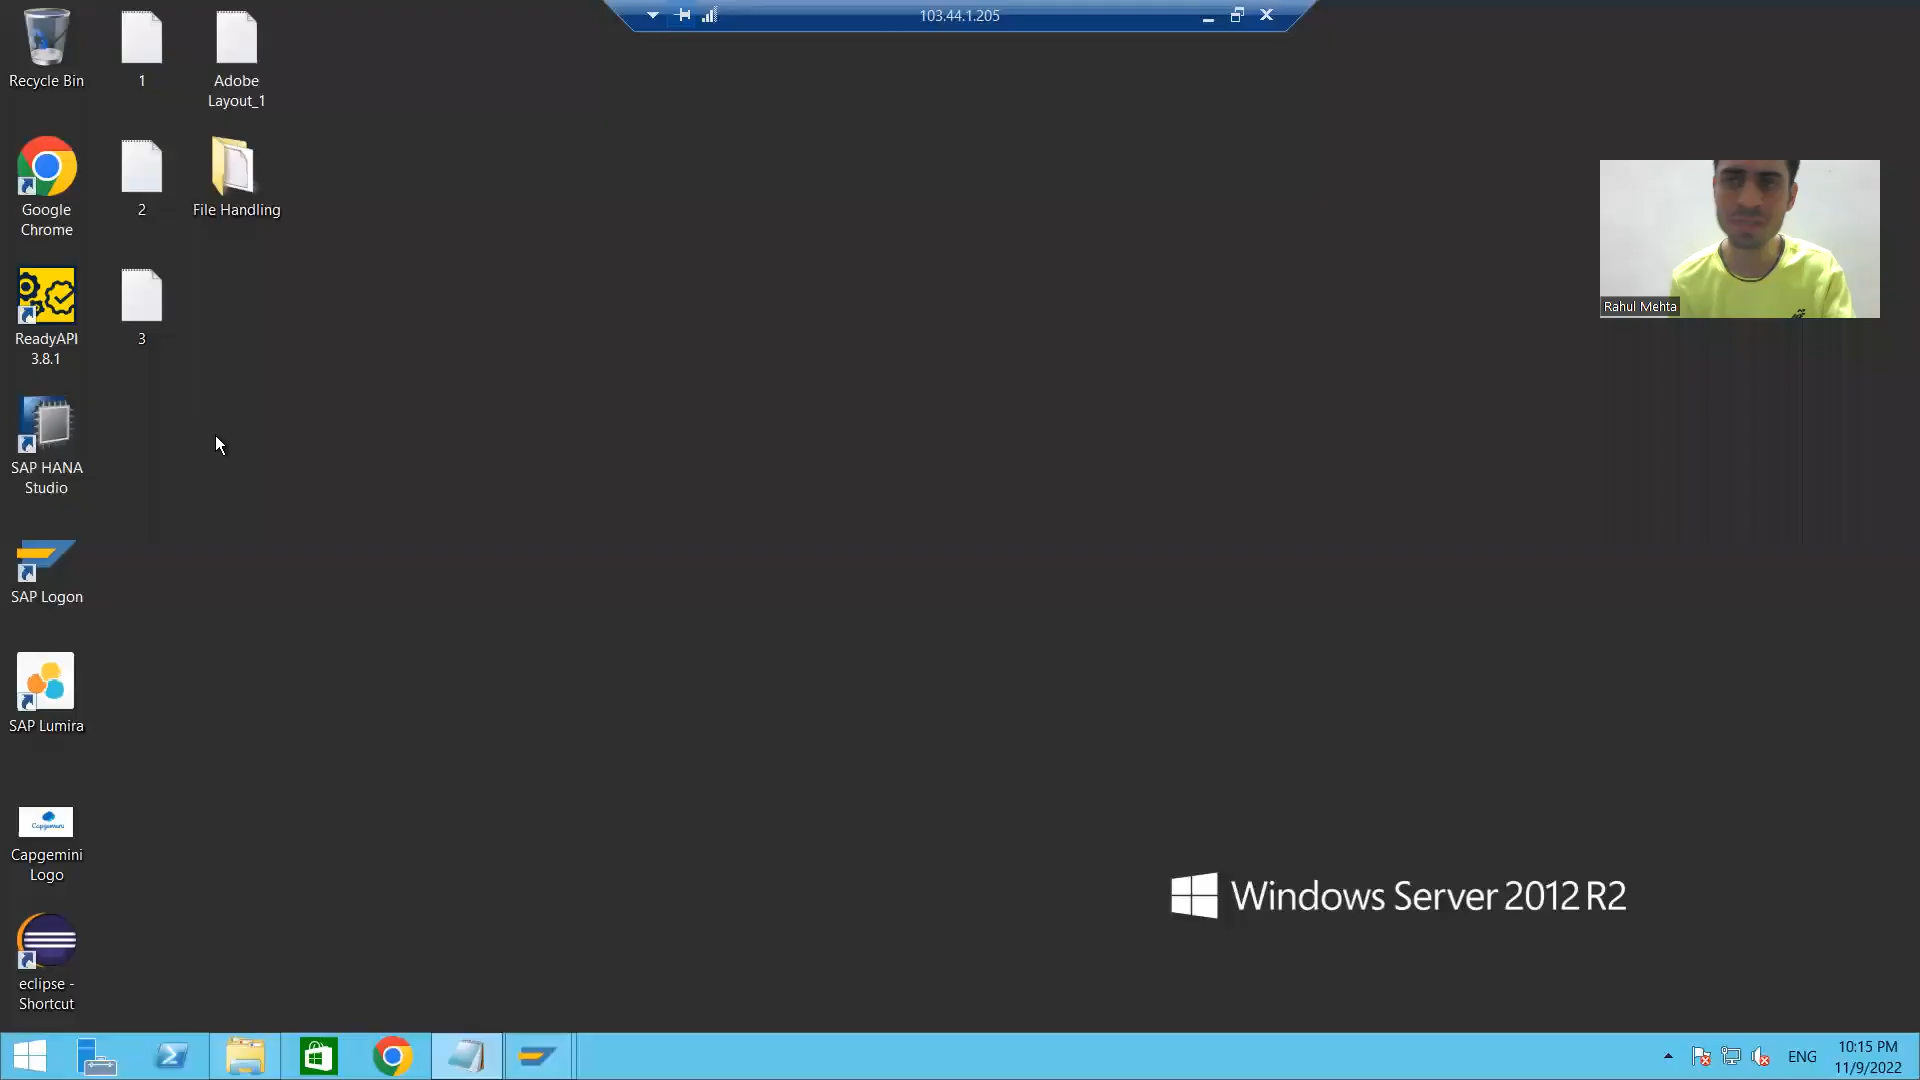 103.44.1.205
Recycle Bin
1
Adobe
Layout_1
Google
Chrome
2
File Handling
ReadyAPI
3.8.1
3
SAP HANA
Studio
SAP Logon
SAP Lumira
Capgemini
Capgemini
Logo
eclipse -
Shortcut
Rahul Mehta
Windows Server 2012 R2
ENG
10:15 PM
11/9/2022